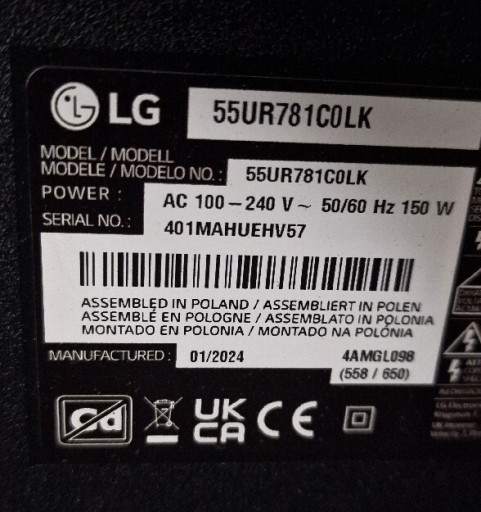 LG 55UR781C0LK
MODEL / MODELL
MODELE / MODELO NO.: 55UR781C0LK
POWER : AC 100-240 V ~ 50/60 Hz 150 W
SERIAL NO.: 401MAHUEHV57
ASSEMBLED IN POLAND / ASSEMBLIERT IN POLEN
ASSEMBLÉ EN POLOGNE / ASSEMBLATO IN POLONIA
MONTADO EN POLONIA / MONTADO NA POLÓNIA
MANUFACTURED : 01/2024 4AMGL098
(558 / 650)
Cd UK CA CE